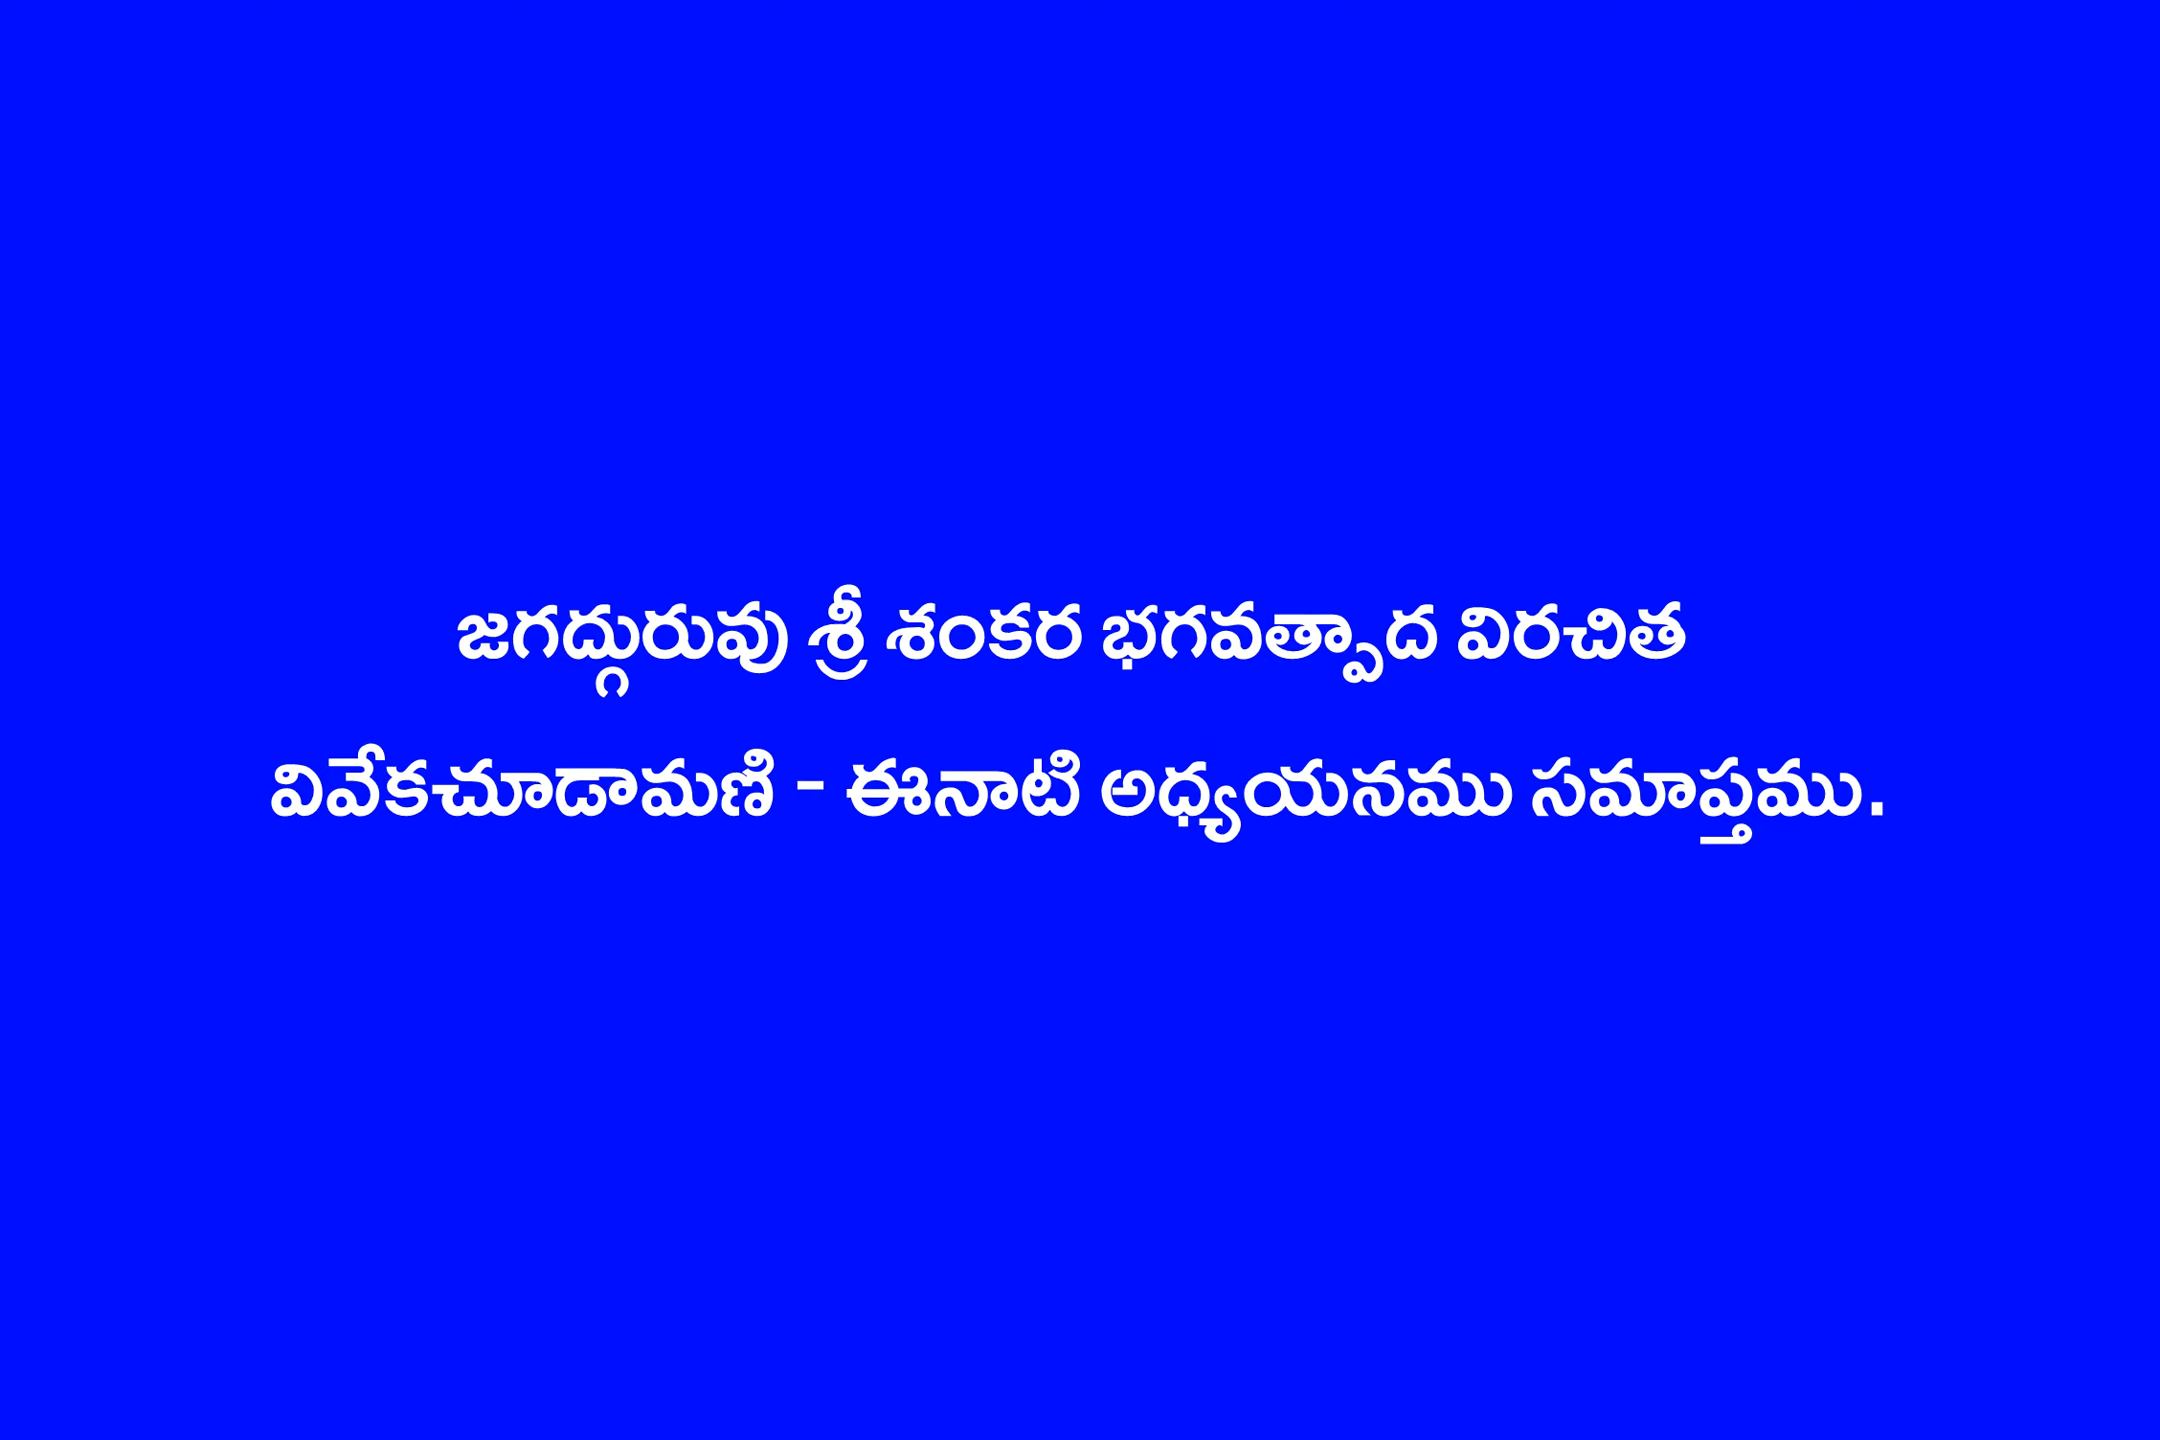 జగద్గురువు శ్రీ శంకర భగవత్పాద విరచిత
వివేకచూడామణి - ఈనాటి అధ్యయనము సమాప్తము.